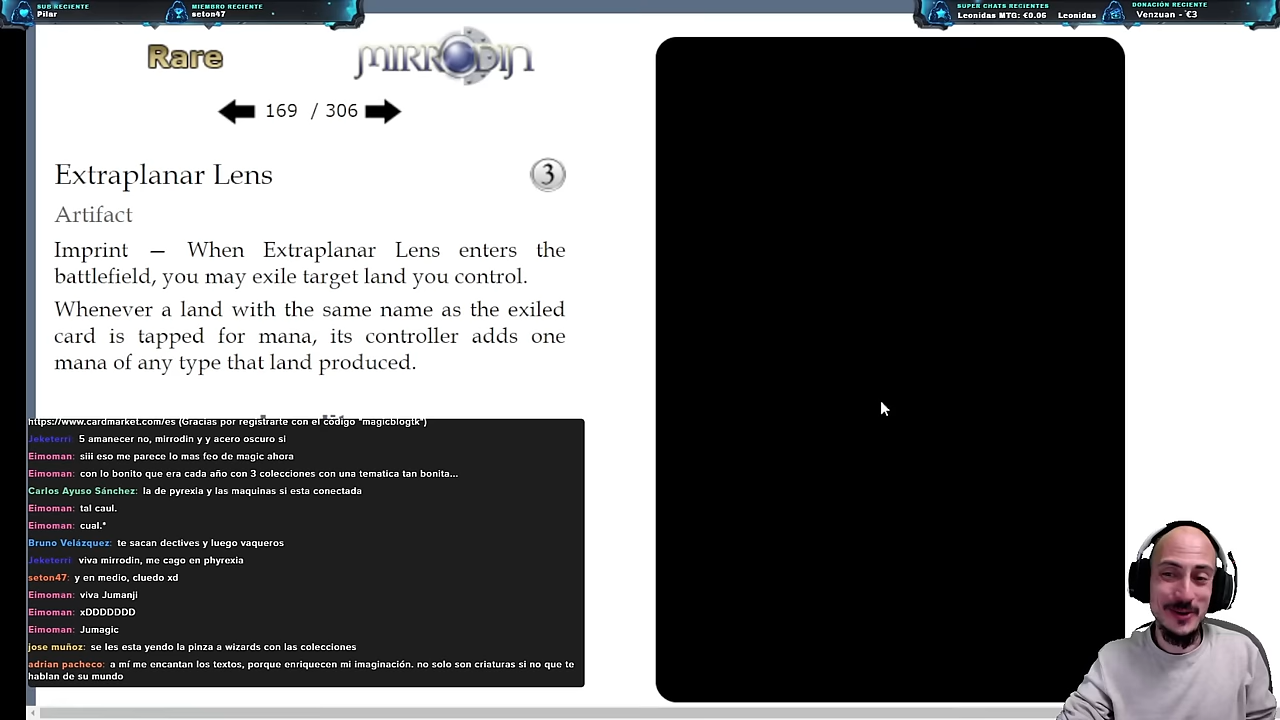 SUB RECIENTE
Pilar
MIEMBRO RECIENTE
seton47
SUPER CHATS RECIENTES
Leonidas MTG: €0.06 Leonidas
DONACIÓN RECIENTE
Venzuan - €3
Rare
MIRRODIN
169 / 306
Extraplanar Lens
3
Artifact
Imprint — When Extraplanar Lens enters the
battlefield, you may exile target land you control.
Whenever a land with the same name as the exiled
card is tapped for mana, its controller adds one
mana of any type that land produced.
https://www.cardmarket.com/es (Gracias por registrarte con el código "magicblogtk")
Jeketerri: 5 amanecer no, mirrodin y y acero oscuro si
Eimoman: siii eso me parece lo mas feo de magic ahora
Eimoman: con lo bonito que era cada año con 3 colecciones con una tematica tan bonita...
Carlos Ayuso Sánchez: la de pyrexia y las maquinas si esta conectada
Eimoman: tal caul.
Eimoman: cual.*
Bruno Velázquez: te sacan dectives y luego vaqueros
Jeketerri: viva mirrodin, me cago en phyrexia
seton47: y en medio, cluedo xd
Eimoman: viva Jumanji
Eimoman: xDDDDDDD
Eimoman: Jumagic
jose muñoz: se les esta yendo la pinza a wizards con las colecciones
adrian pacheco: a mí me encantan los textos, porque enriquecen mi imaginación. no solo son criaturas si no que te
hablan de su mundo